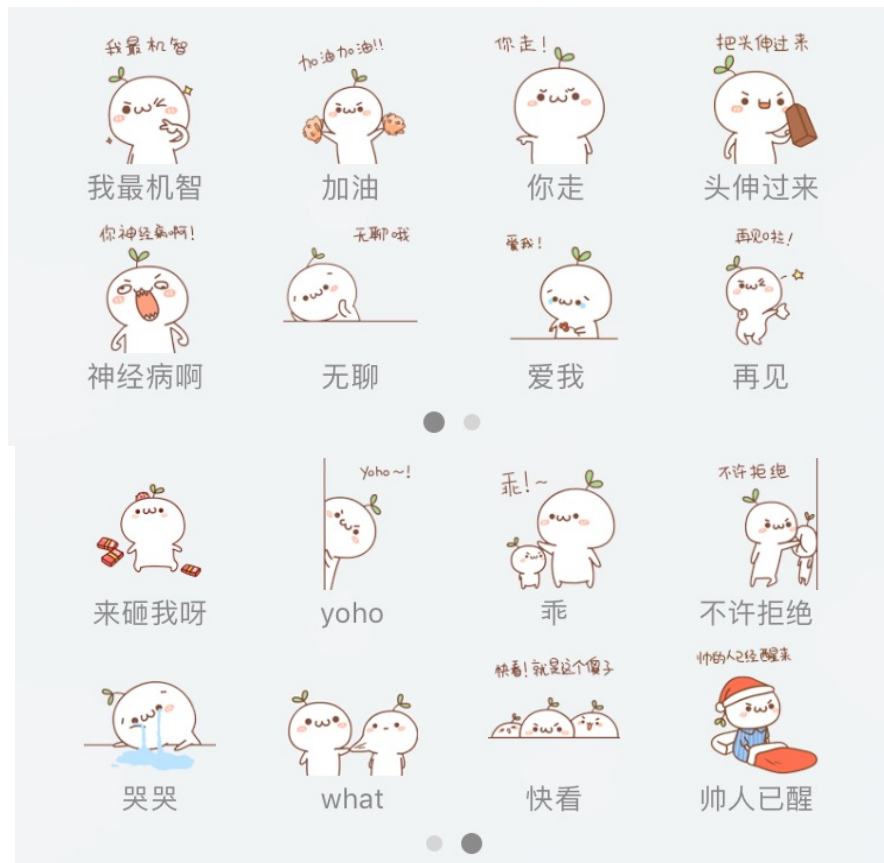 我最机智
加油加油!!
你走!
把头伸过来
我最机智
加油
你走
头伸过来
你神经病啊!
无聊哦
爱我!
再见啦!
神经病啊
无聊
爱我
再见
Yoho~!
乖!~
不许拒绝
来砸我呀
yoho
乖
不许拒绝
快看!就是这个傻子
帅的人已经醒来
哭哭
what
快看
帅人已醒